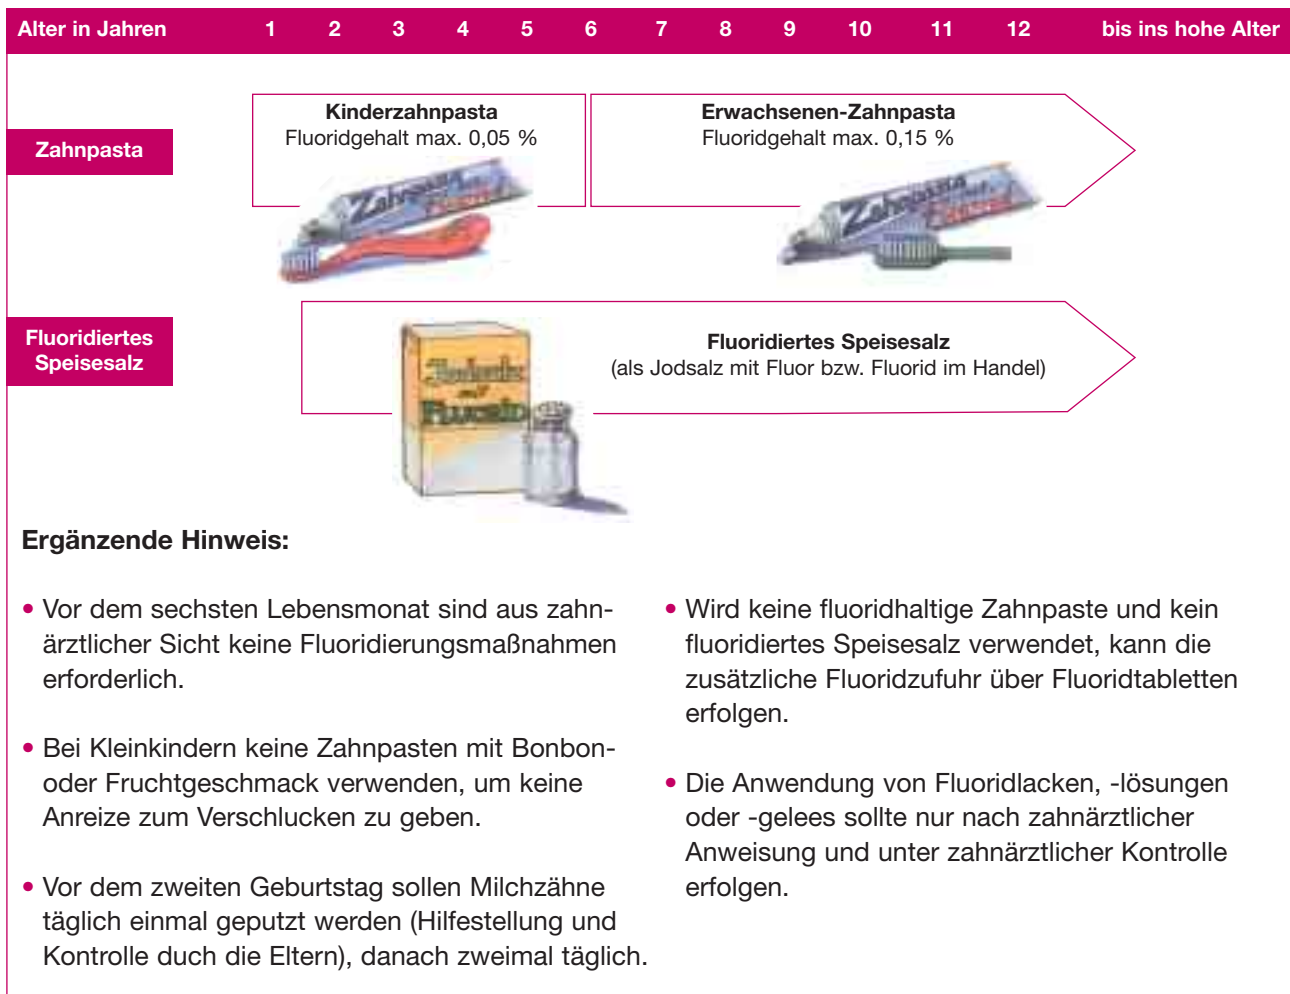 Alter in Jahren 1 2 3 4 5 6 7 8 9 10 11 12 bis ins hohe Alter
Zahnpasta
Kinderzahnpasta
Fluoridgehalt max. 0,05 %
Zahnpasta
Erwachsenen-Zahnpasta
Fluoridgehalt max. 0,15 %
Zahnpasta
Fluoridiertes
Speisesalz
Fluorid
Fluoridiertes Speisesalz
(als Jodsalz mit Fluor bzw. Fluorid im Handel)
Ergänzende Hinweis:
• Vor dem sechsten Lebensmonat sind aus zahn-
ärztlicher Sicht keine Fluoridierungsmaßnahmen
erforderlich.
• Bei Kleinkindern keine Zahnpasten mit Bonbon-
oder Fruchtgeschmack verwenden, um keine
Anreize zum Verschlucken zu geben.
• Vor dem zweiten Geburtstag sollen Milchzähne
täglich einmal geputzt werden (Hilfestellung und
Kontrolle duch die Eltern), danach zweimal täglich.
• Wird keine fluoridhaltige Zahnpaste und kein
fluoridiertes Speisesalz verwendet, kann die
zusätzliche Fluoridzufuhr über Fluoridtabletten
erfolgen.
• Die Anwendung von Fluoridlacken, -lösungen
oder -gelees sollte nur nach zahnärztlicher
Anweisung und unter zahnärztlicher Kontrolle
erfolgen.